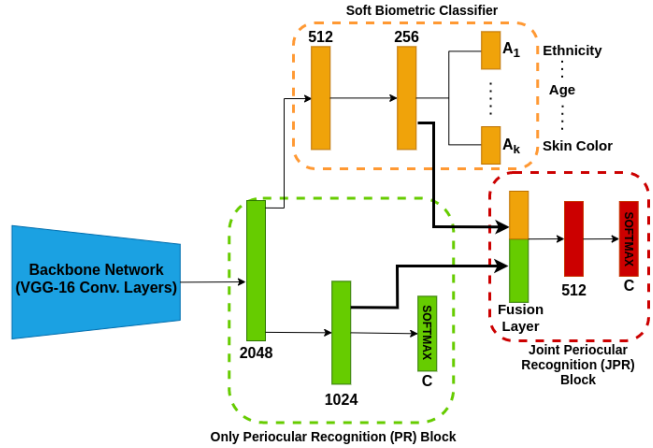 Soft Biometric Classifier
512
256
A1
Ethnicity
Age
Ak
Skin Color
Backbone Network
(VGG-16 Conv. Layers)
2048
1024
SOFTMAX
C
Fusion
Layer
512
SOFTMAX
C
Joint Periocular
Recognition (JPR)
Block
Only Periocular Recognition (PR) Block